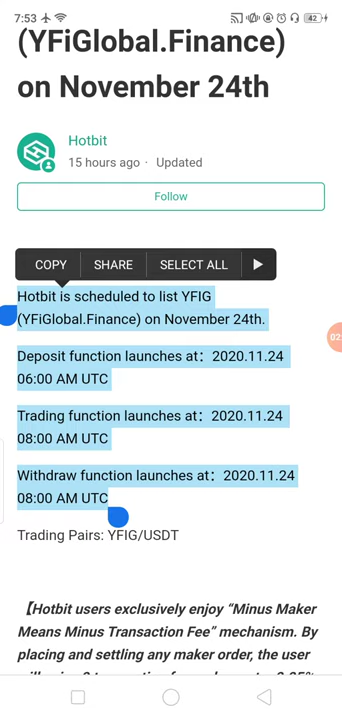 7:53
42
(YFiGlobal.Finance)
on November 24th
Hotbit
15 hours ago · Updated
Follow
COPY SHARE SELECT ALL
Hotbit is scheduled to list YFIG
(YFiGlobal.Finance) on November 24th.
02
Deposit function launches at：2020.11.24
06:00 AM UTC
Trading function launches at：2020.11.24
08:00 AM UTC
Withdraw function launches at：2020.11.24
08:00 AM UTC
Trading Pairs: YFIG/USDT
【Hotbit users exclusively enjoy “Minus Maker
Means Minus Transaction Fee” mechanism. By
placing and settling any maker order, the user